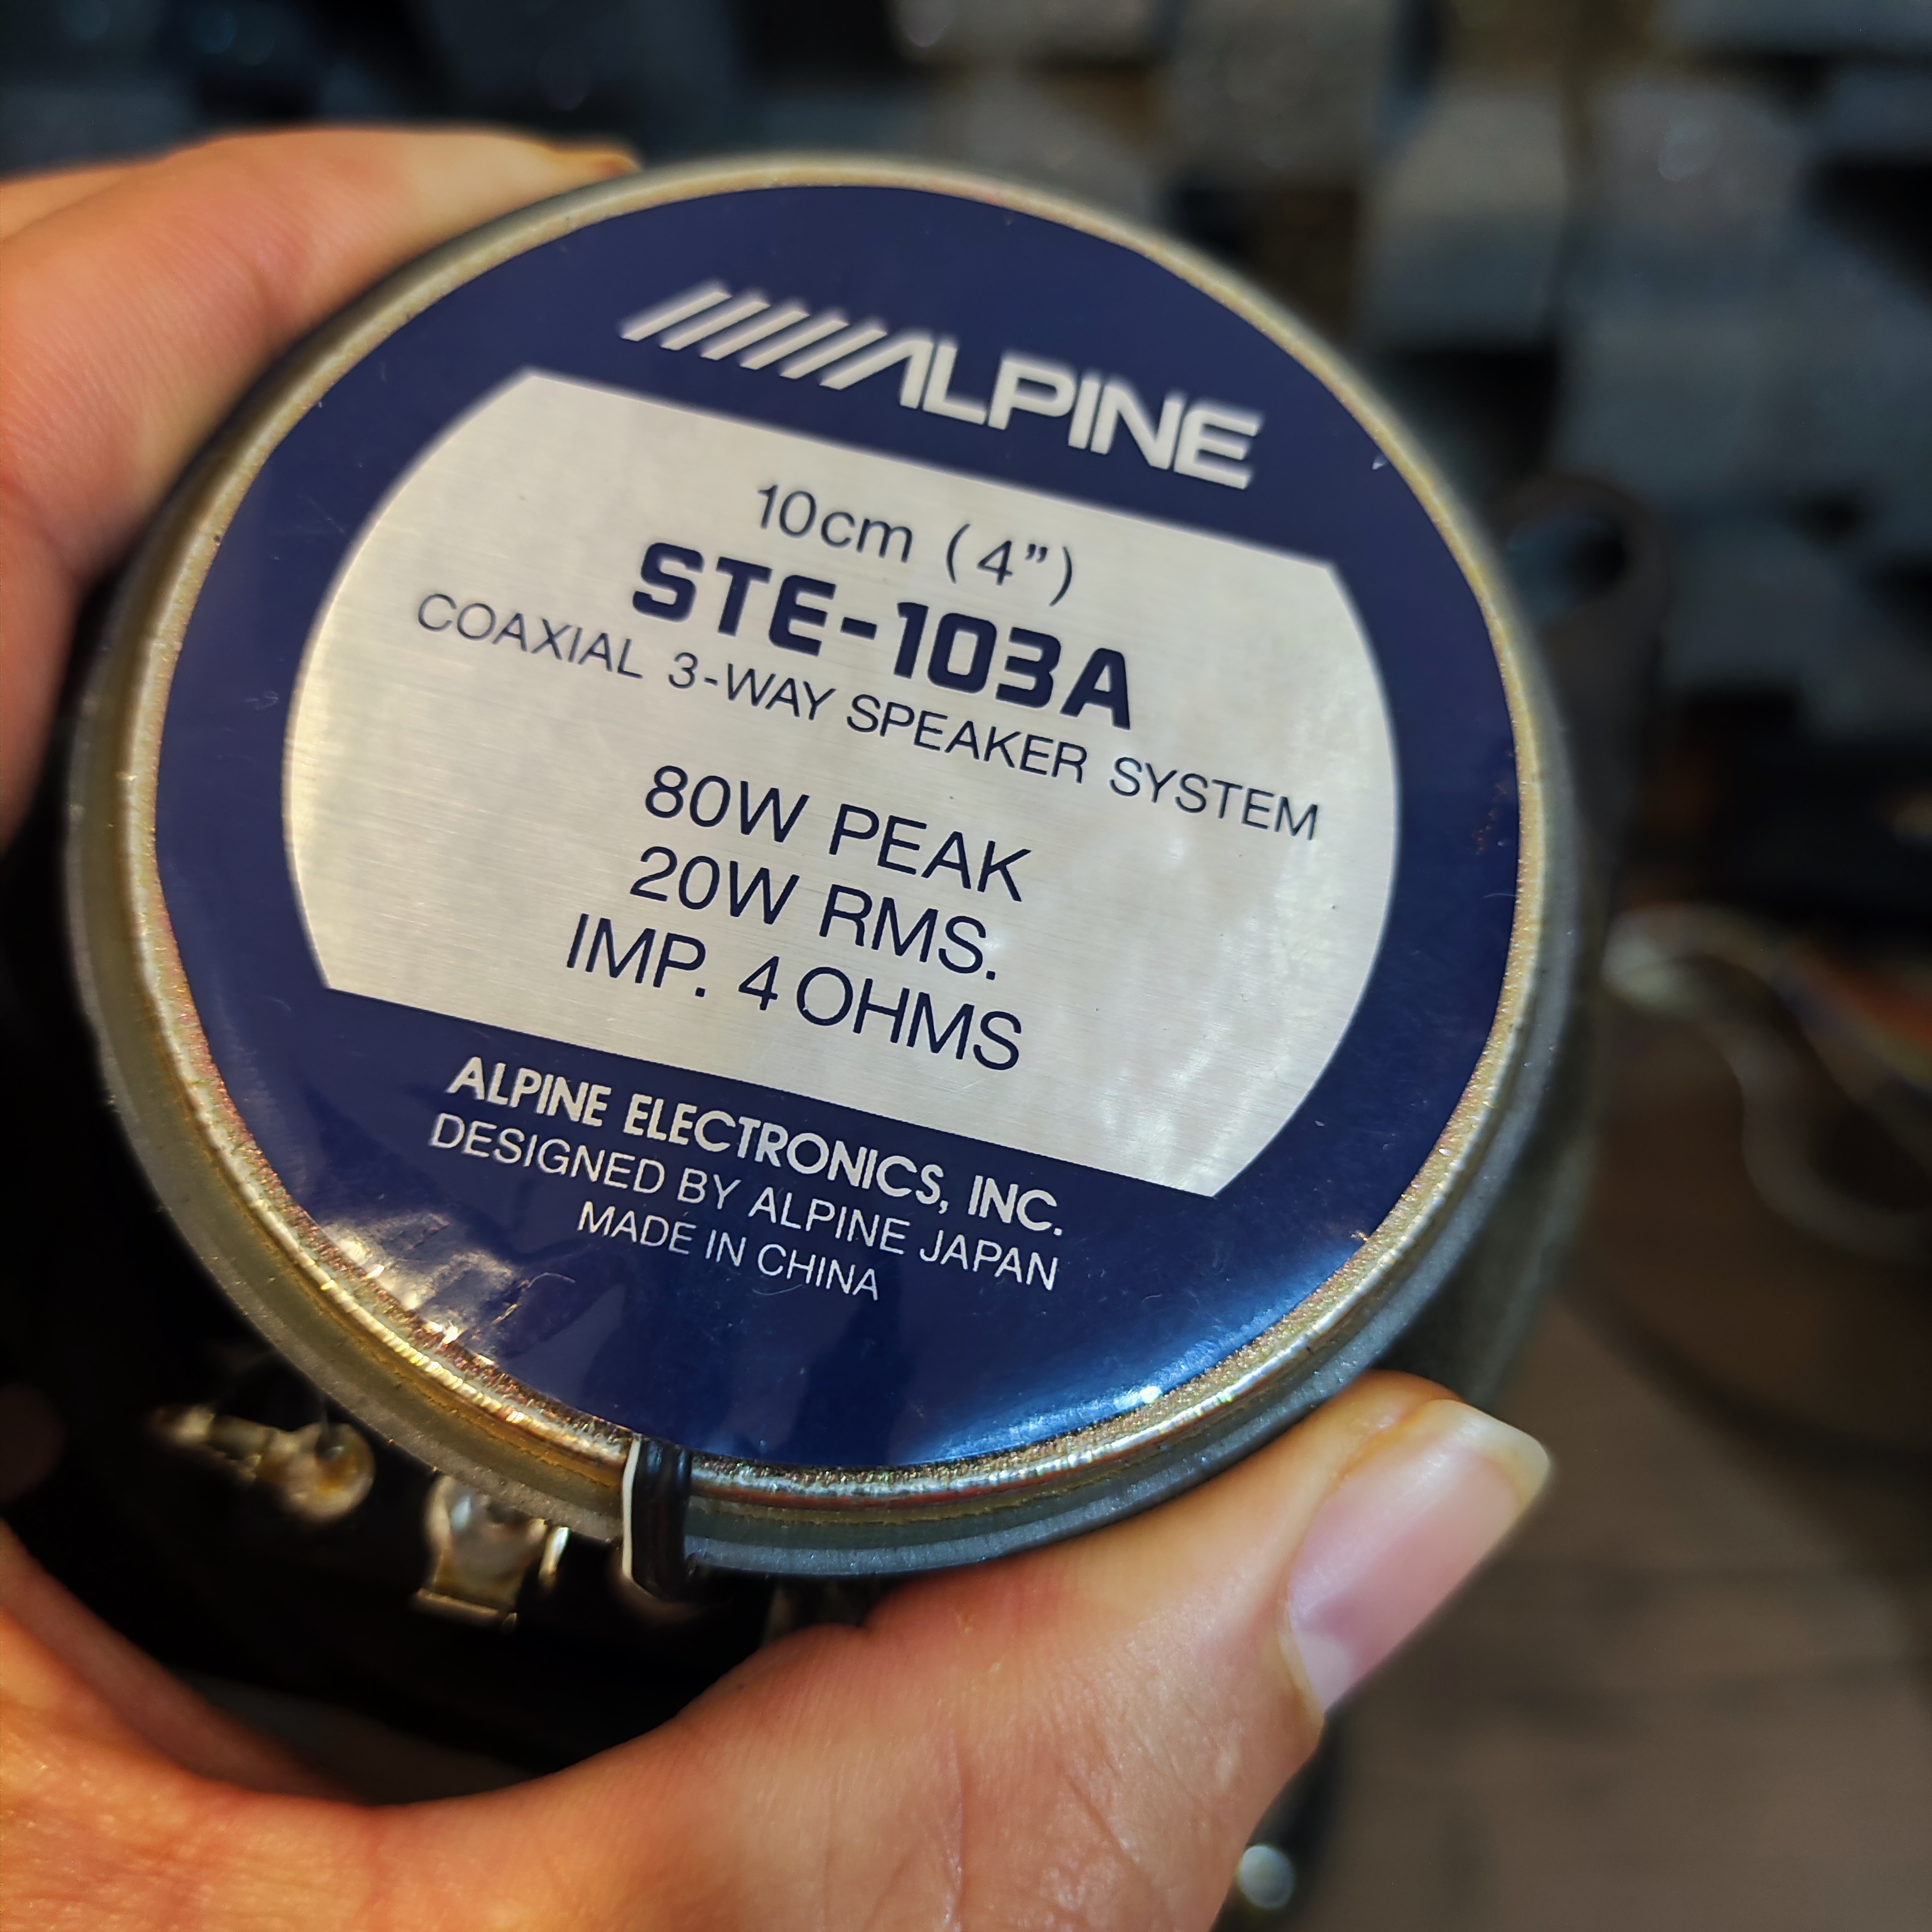 ALPINE
10cm (4")
STE-103A
COAXIAL 3-WAY SPEAKER SYSTEM
80W PEAK
20W RMS.
IMP. 4 OHMS
ALPINE ELECTRONICS, INC.
DESIGNED BY ALPINE JAPAN
MADE IN CHINA